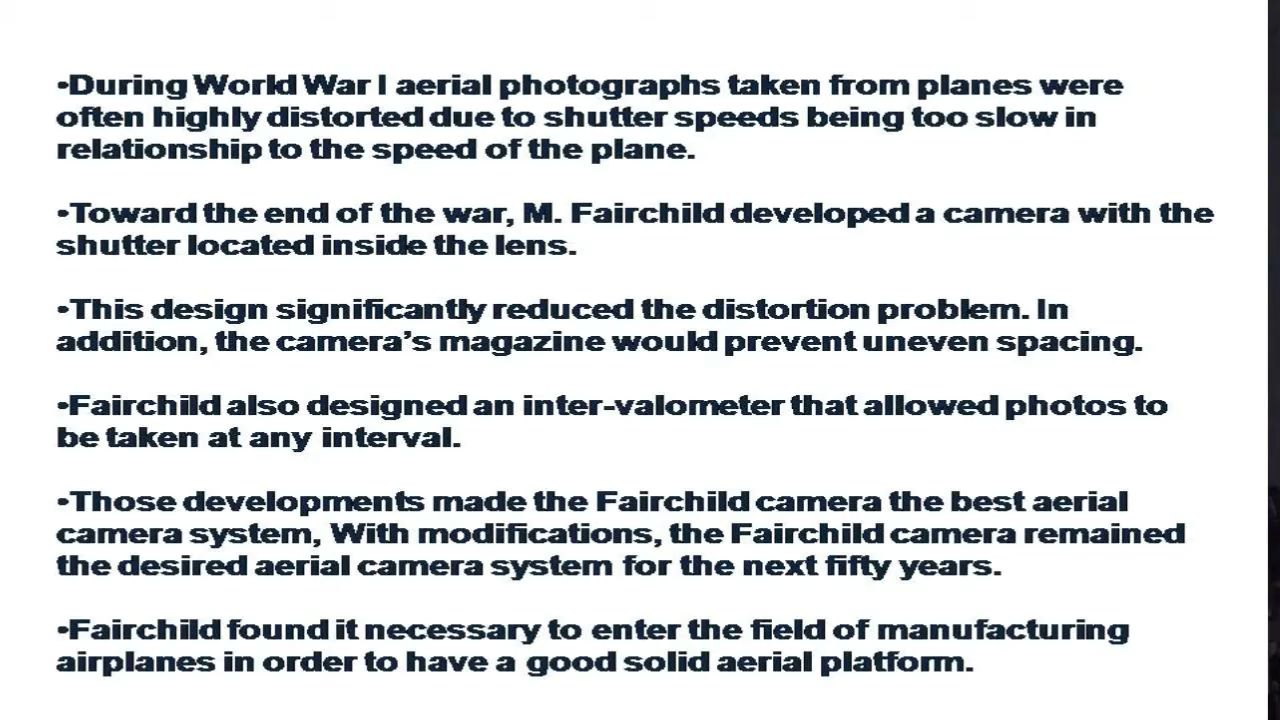 •During World War I aerial photographs taken from planes were
often highly distorted due to shutter speeds being too slow in
relationship to the speed of the plane.
•Toward the end of the war, M. Fairchild developed a camera with the
shutter located inside the lens.
•This design significantly reduced the distortion problem. In
addition, the camera’s magazine would prevent uneven spacing.
•Fairchild also designed an inter-valometer that allowed photos to
be taken at any interval.
•Those developments made the Fairchild camera the best aerial
camera system, With modifications, the Fairchild camera remained
the desired aerial camera system for the next fifty years.
•Fairchild found it necessary to enter the field of manufacturing
airplanes in order to have a good solid aerial platform.